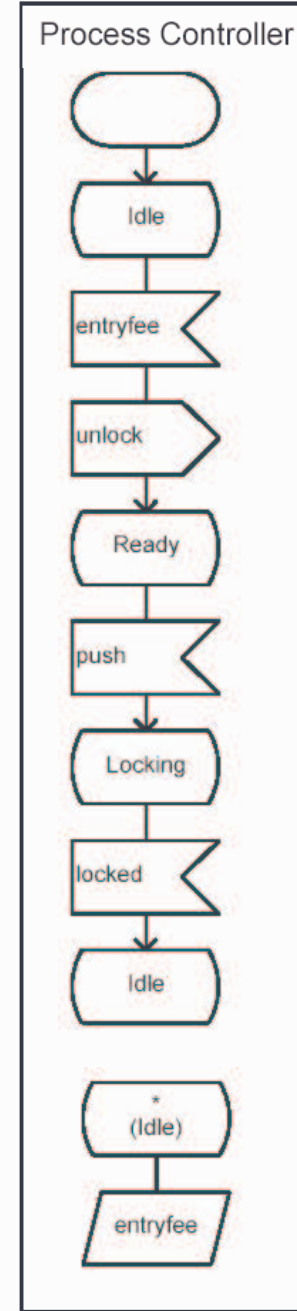 Process Controller
Idle
entryfee
unlock
Ready
push
Locking
locked
Idle
*
(Idle)
entryfee